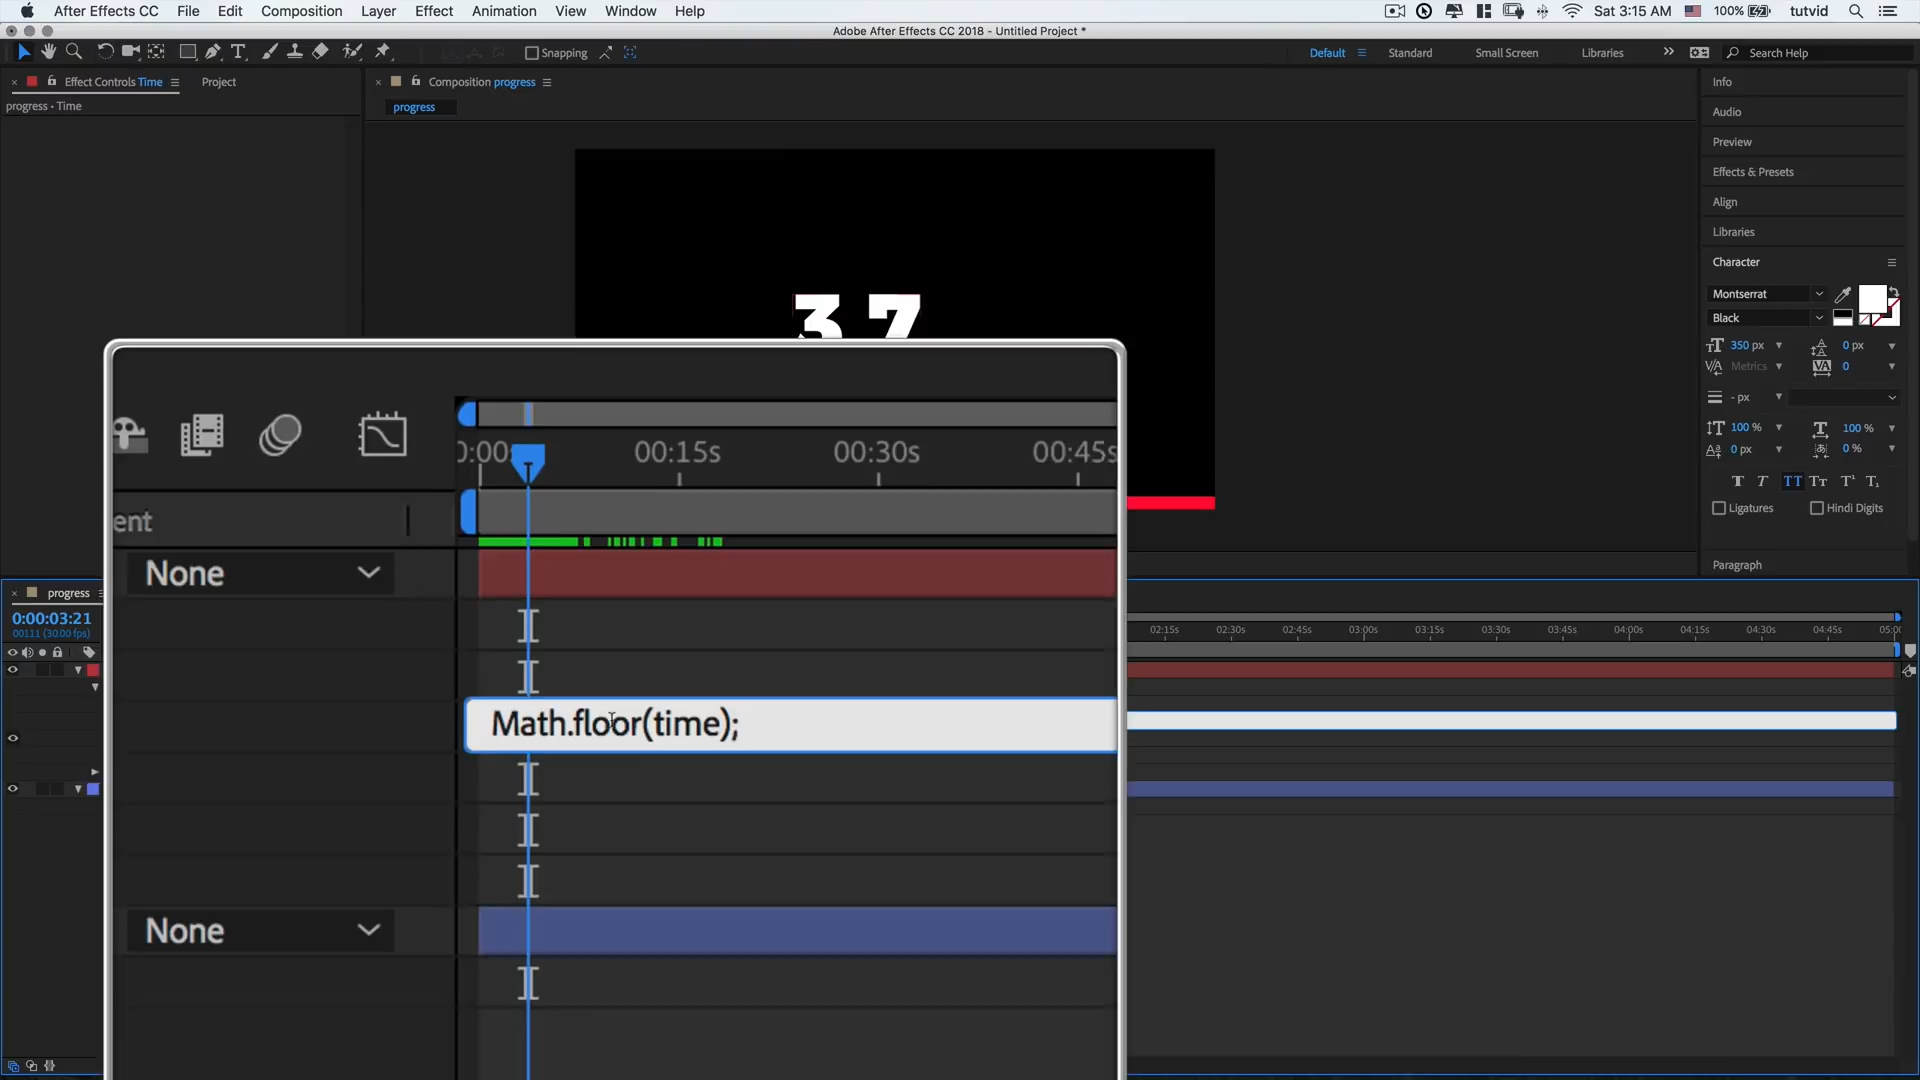 After Effects CC File Edit Composition Layer Effect Animation View Window Help 100% Sat 3:15 AM tutvid
Adobe After Effects CC 2018 - Untitled Project *
Snapping Default Standard Small Screen Libraries Search Help
Effect Controls Time Project
progress • Time
Composition progress
progress
3.7
0:00s 00:15s 00:30s 00:45s
ent
None
Math.floor(time);
None
progress
0:00:03:21
00111 (30.00 fps)
02:15s 02:30s 02:45s 03:00s 03:15s 03:30s 03:45s 04:00s 04:15s 04:30s 04:45s 05:00
Info
Audio
Preview
Effects & Presets
Align
Libraries
Character
Montserrat
Black
350 px 0 px
Metrics 0
- px
100 % 100 %
0 px 0 %
T T TT Tt T¹ T₁
Ligatures Hindi Digits
Paragraph